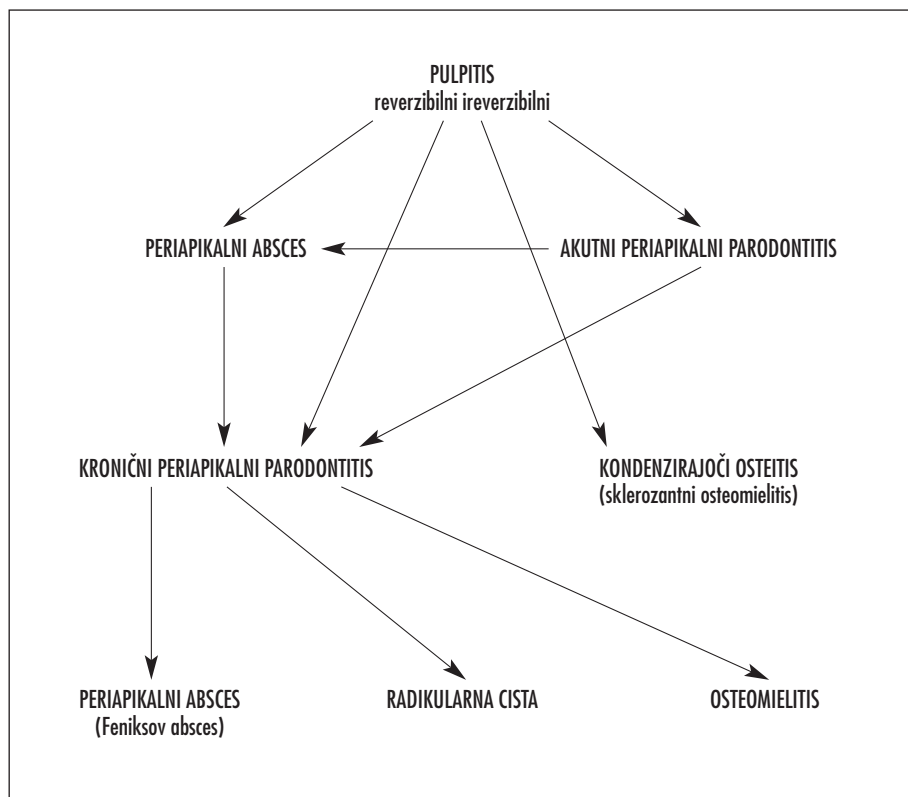 PULPITIS
reverzibilni ireverzibilni
PERIAPIKALNI ABSCES
AKUTNI PERIAPIKALNI PARODONTITIS
KRONIČNI PERIAPIKALNI PARODONTITIS
KONDENZIRAJOČI OSTEITIS
(sklerozantni osteomielitis)
PERIAPIKALNI ABSCES
(Feniksov absces)
RADIKULARNA CISTA
OSTEOMIELITIS